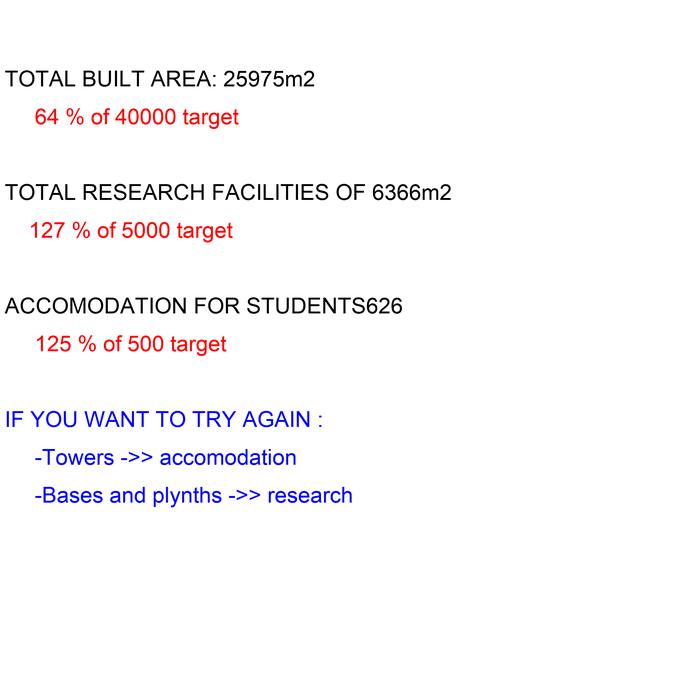 TOTAL BUILT AREA: 25975m2
64 % of 40000 target
TOTAL RESEARCH FACILITIES OF 6366m2
127 % of 5000 target
ACCOMODATION FOR STUDENTS626
125 % of 500 target
IF YOU WANT TO TRY AGAIN :
-Towers ->> accomodation
-Bases and plynths ->> research